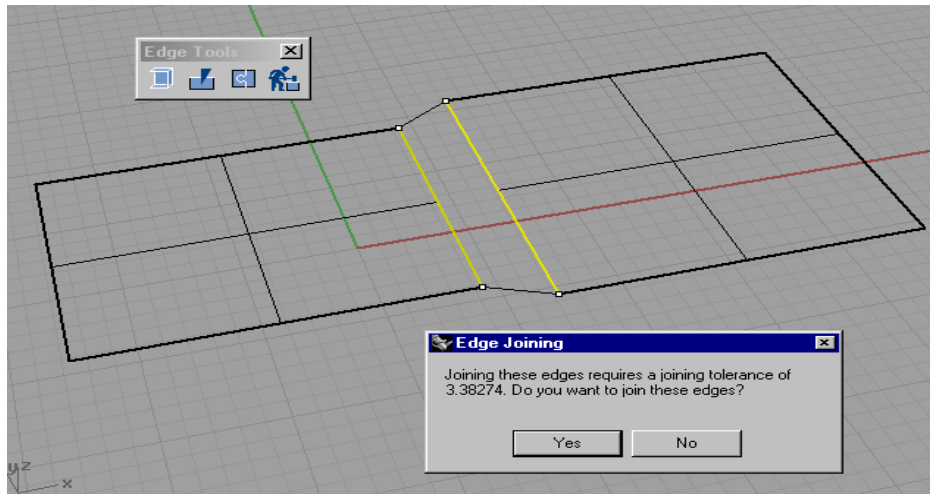 Edge Tools
Edge Joining
Joining these edges requires a joining tolerance of
3.38274. Do you want to join these edges?
Yes
No
y z
x